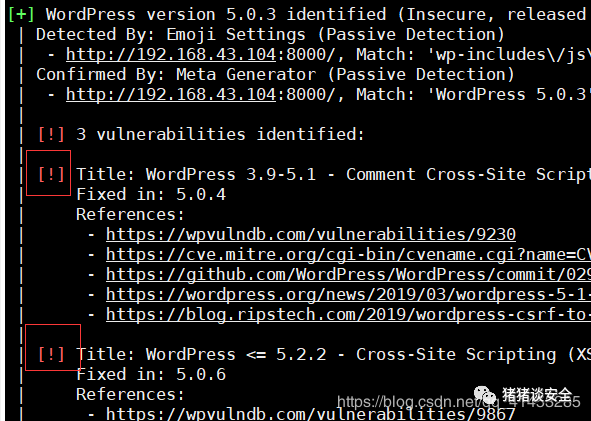 [+] WordPress version 5.0.3 identified (Insecure, released
| Detected By: Emoji Settings (Passive Detection)
|  - http://192.168.43.104:8000/, Match: 'wp-includes\/js\
| Confirmed By: Meta Generator (Passive Detection)
|  - http://192.168.43.104:8000/, Match: 'WordPress 5.0.3'
|
| [!] 3 vulnerabilities identified:
|
| [!] Title: WordPress 3.9-5.1 - Comment Cross-Site Script
|     Fixed in: 5.0.4
|     References:
|      - https://wpvulndb.com/vulnerabilities/9230
|      - https://cve.mitre.org/cgi-bin/cvename.cgi?name=CV
|      - https://github.com/WordPress/WordPress/commit/029
|      - https://wordpress.org/news/2019/03/wordpress-5-1-
|      - https://blog.ripstech.com/2019/wordpress-csrf-to-
|
| [!] Title: WordPress <= 5.2.2 - Cross-Site Scripting (XS
|     Fixed in: 5.0.6
|     References:
|      - https://wpvulndb.com/vulnerabilities/9867
猪猪谈安全